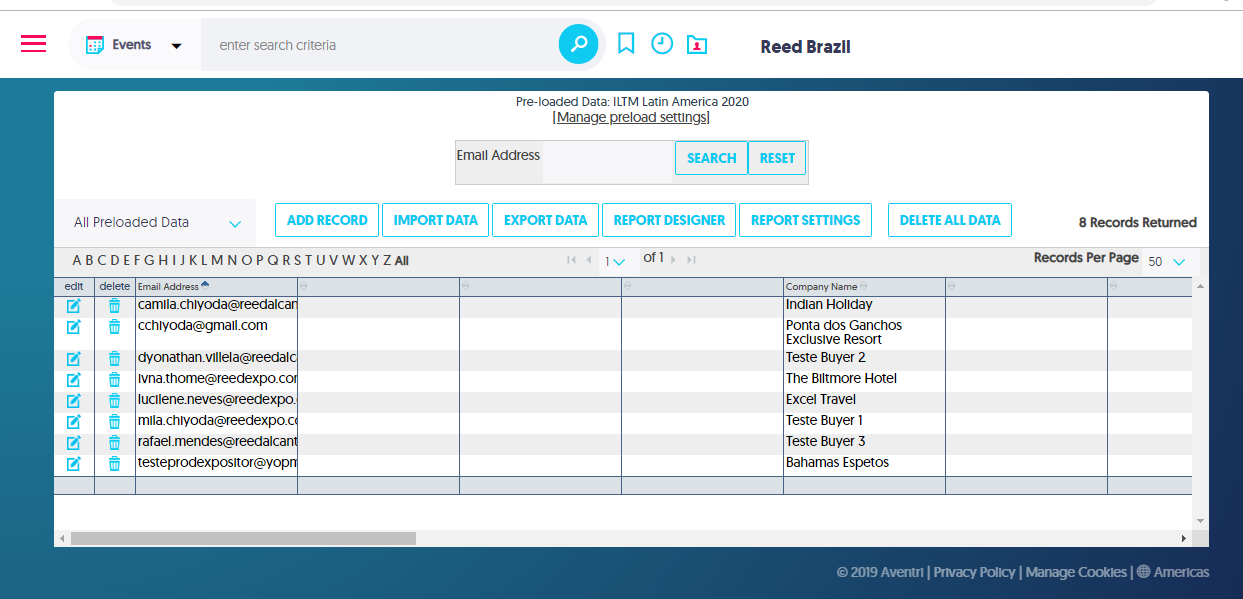 Events
enter search criteria
Reed Brazil
Pre-loaded Data: ILTM Latin America 2020
[Manage preload settings]
Email Address
SEARCH
RESET
All Preloaded Data
ADD RECORD
IMPORT DATA
EXPORT DATA
REPORT DESIGNER
REPORT SETTINGS
DELETE ALL DATA
8 Records Returned
A B C D E F G H I J K L M N O P Q R S T U V W X Y Z All
1
of 1
Records Per Page 50
edit delete Email Address Company Name
camila.chiyoda@reedalcan Indian Holiday
cchiyoda@gmail.com Ponta dos Ganchos
Exclusive Resort
dyonathan.villela@reedalc Teste Buyer 2
ivna.thome@reedexpo.cor The Biltmore Hotel
lucilene.neves@reedexpo. Excel Travel
mila.chiyoda@reedexpo.c Teste Buyer 1
rafael.mendes@reedalcant Teste Buyer 3
testeprodexpositor@yopm Bahamas Espetos
© 2019 Aventri | Privacy Policy | Manage Cookies | Americas